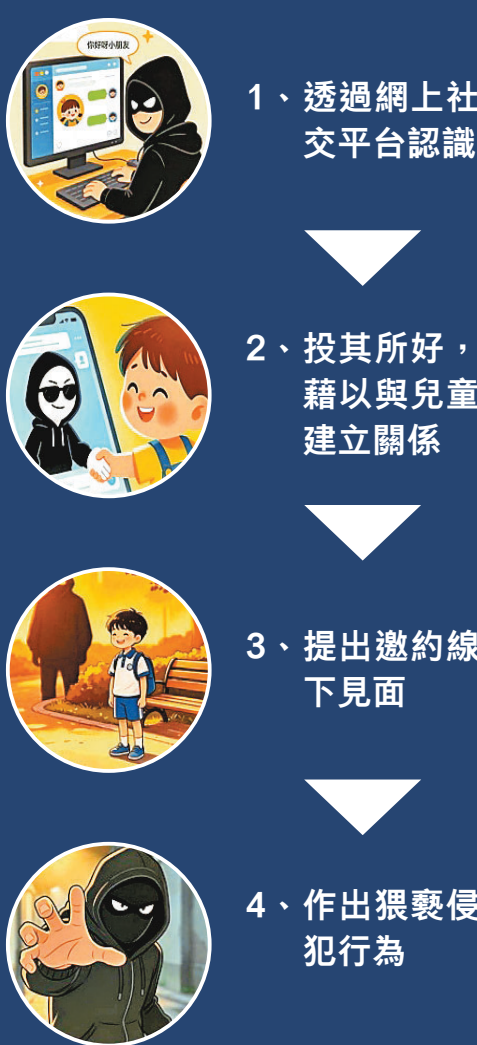 你好呀小朋友
1、透過網上社
交平台認識
2、投其所好，
藉以與兒童
建立關係
3、提出邀約線
下見面
4、作出猥褻侵
犯行為